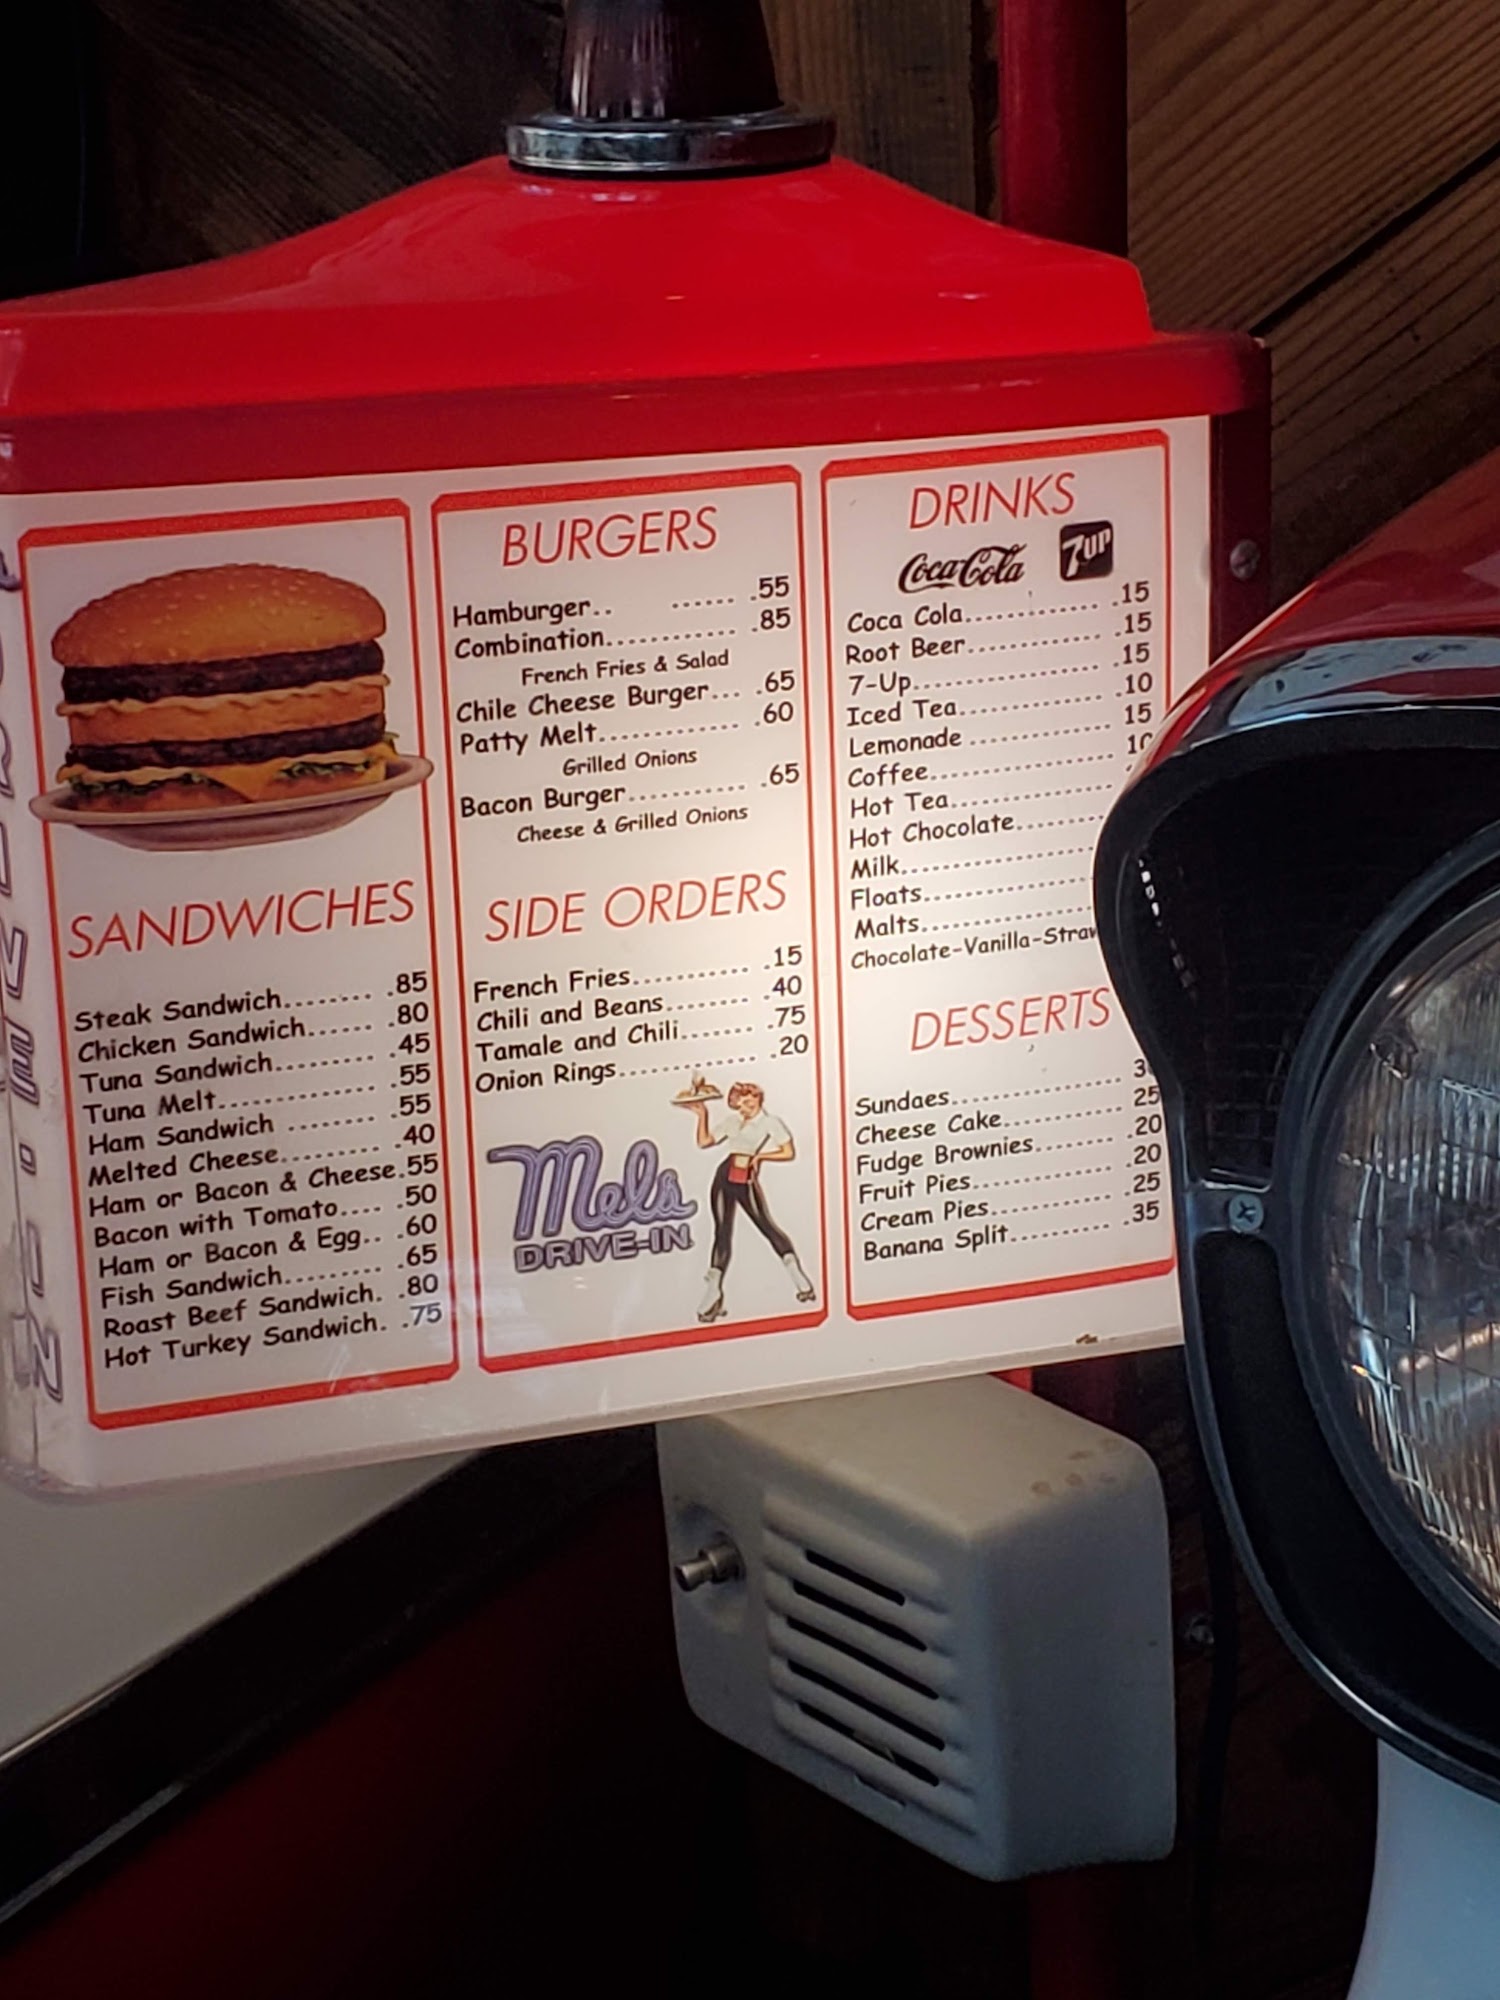 SANDWICHES
Steak Sandwich........ .85
Chicken Sandwich...... .80
Tuna Sandwich......... .45
Tuna Melt.............. .55
Ham Sandwich ........ .55
Melted Cheese......... .40
Ham or Bacon & Cheese.55
Bacon with Tomato.... .50
Ham or Bacon & Egg.. .60
Fish Sandwich......... .65
Roast Beef Sandwich. .80
Hot Turkey Sandwich. .75
BURGERS
Hamburger.. ...... .55
Combination............ .85
French Fries & Salad
Chile Cheese Burger... .65
Patty Melt............. .60
Grilled Onions
Bacon Burger........... .65
Cheese & Grilled Onions
SIDE ORDERS
French Fries........... .15
Chili and Beans........ .40
Tamale and Chili....... .75
Onion Rings............. .20
Mels
DRIVE-IN
DRINKS
Coca-Cola 7UP
Coca Cola............. .15
Root Beer............. .15
7-Up.................. .15
Iced Tea.............. .10
Lemonade ............ 15
Coffee................
Hot Tea...............
Hot Chocolate.........
Milk..................
Floats................
Malts.................
Chocolate-Vanilla-
DESSERTS
Sundaes................
Cheese Cake........... 25
Fudge Brownies........ .20
Fruit Pies............. .20
Cream Pies............ .25
Banana Split.......... .35